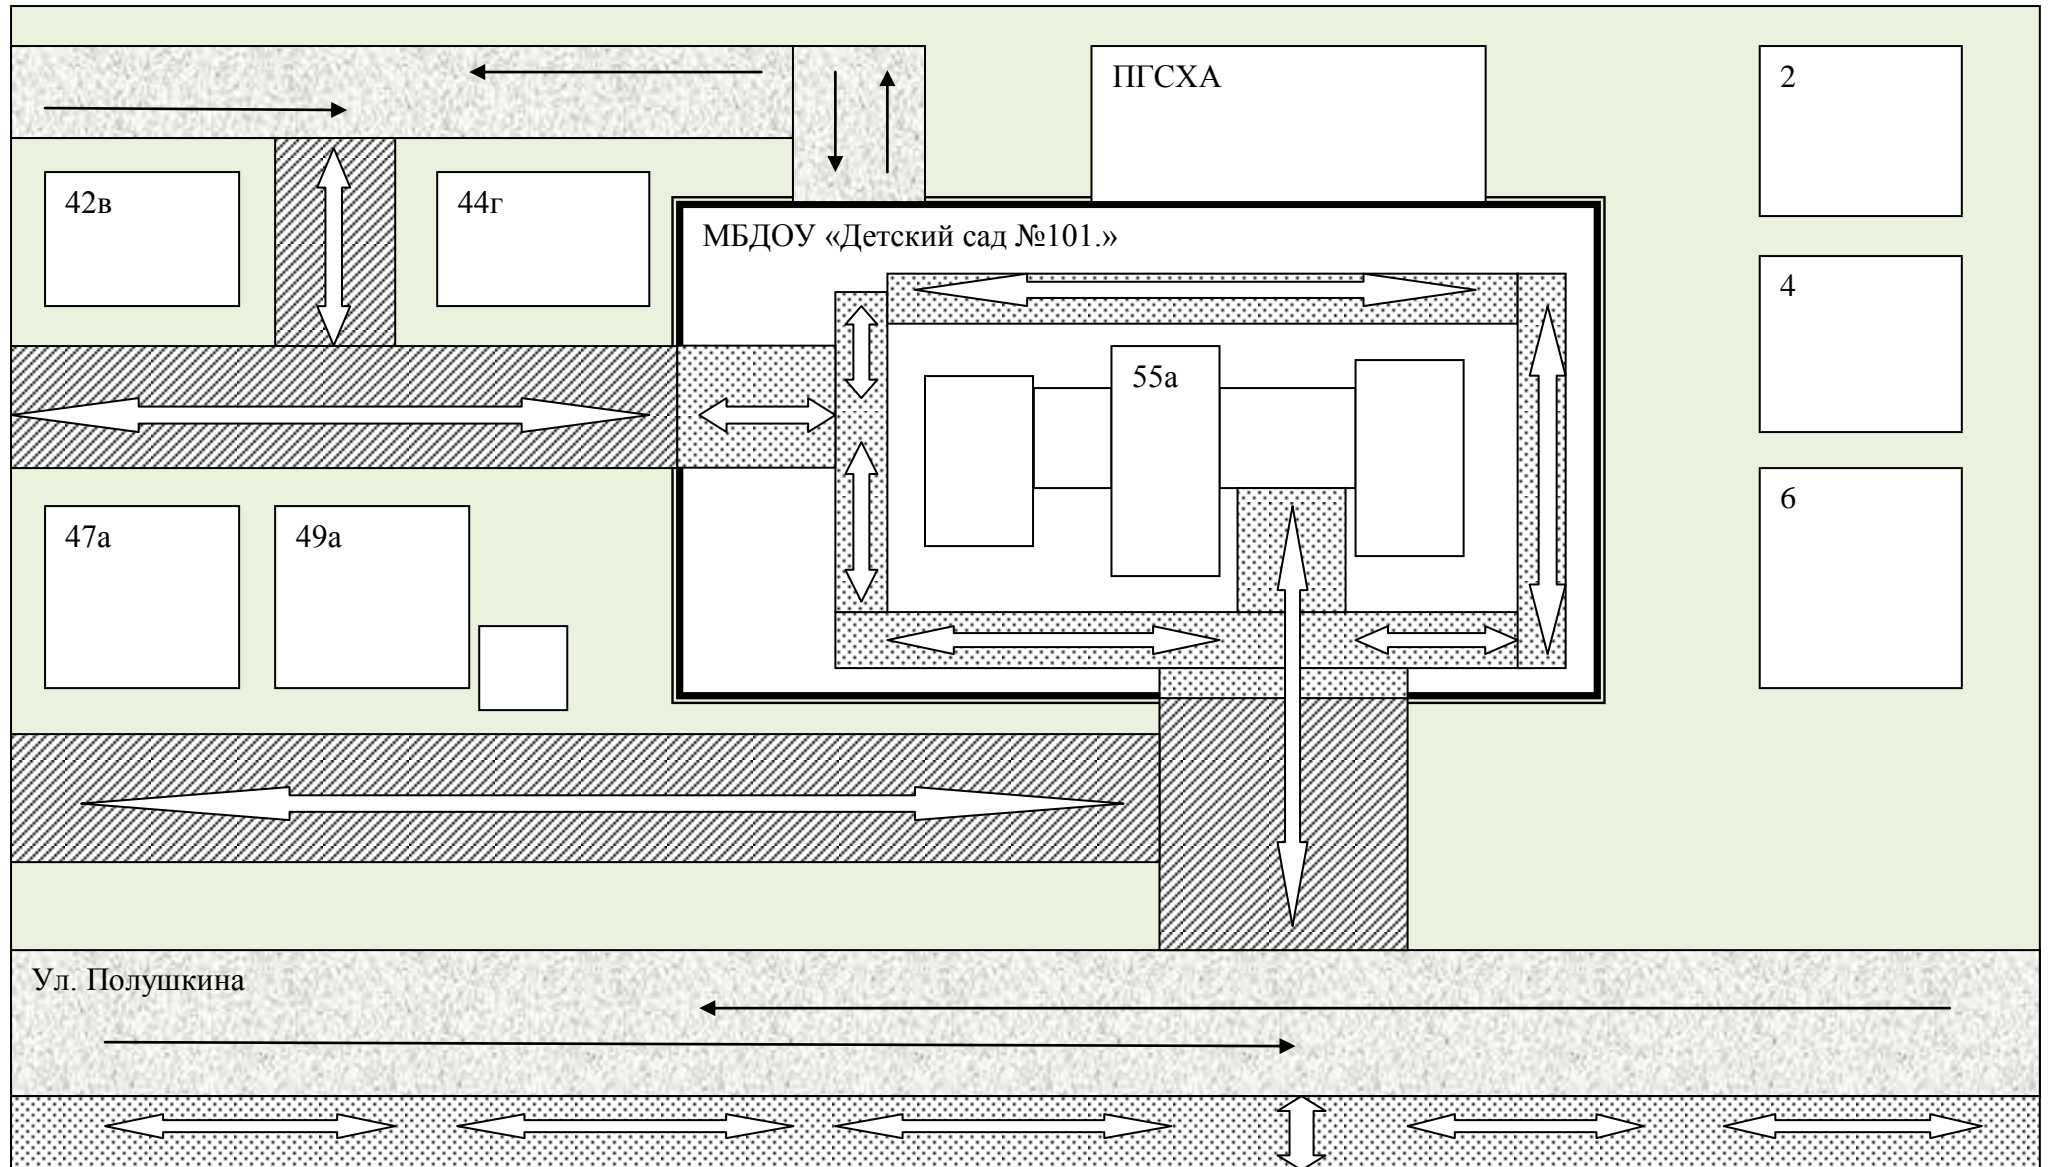 ПГСХА
2
42в
44г
МБДОУ «Детский сад №101.»
4
55а
47а
49а
6
Ул. Полушкина